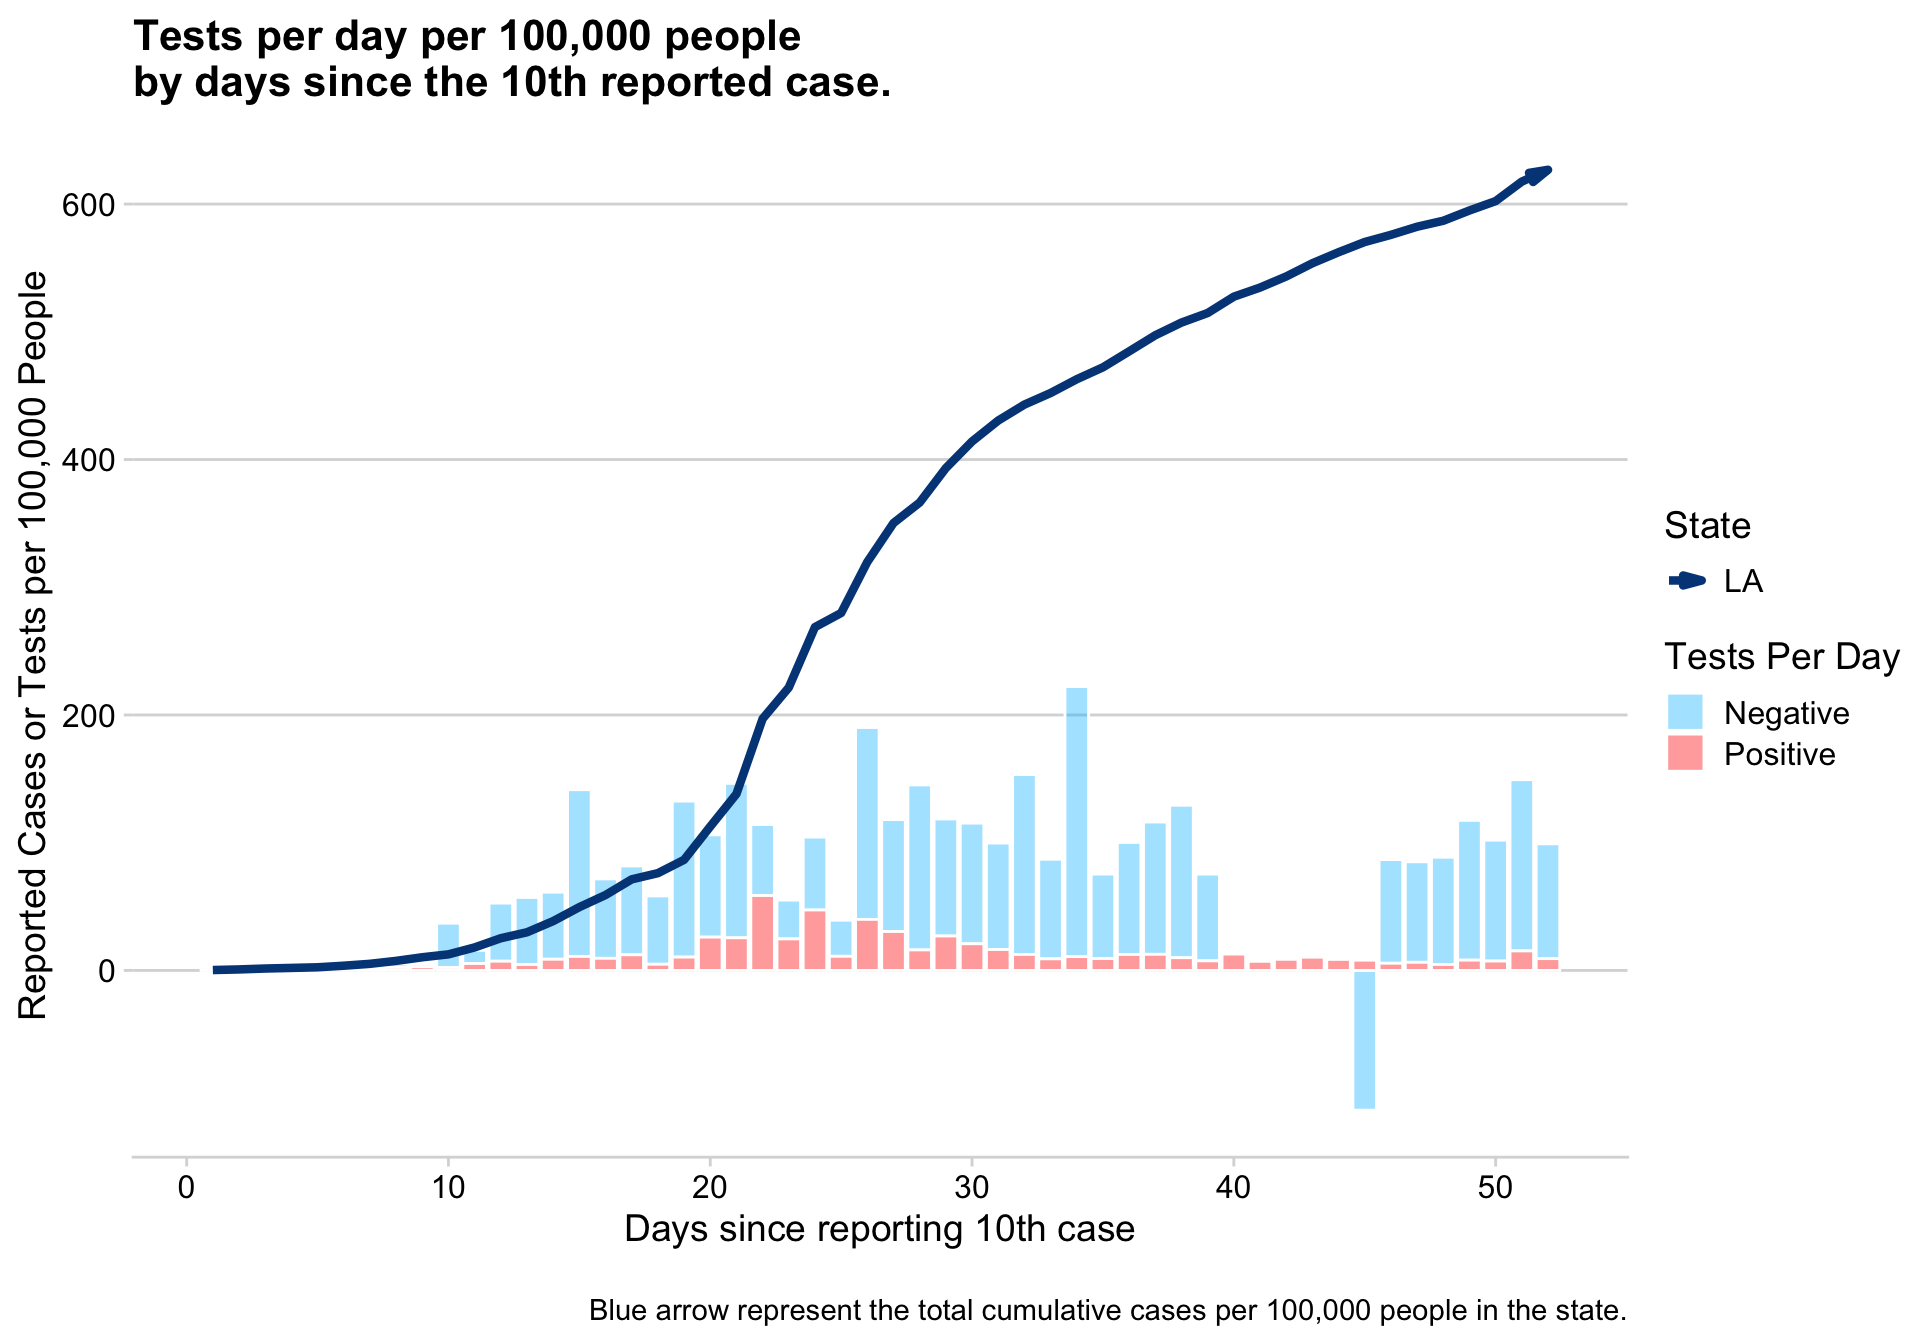 Tests per day per 100,000 people
by days since the 10th reported case.
Reported Cases or Tests per 100,000 People
600
400
200
0
0 10 20 30 40 50
Days since reporting 10th case
State
LA
Tests Per Day
Negative
Positive
Blue arrow represent the total cumulative cases per 100,000 people in the state.